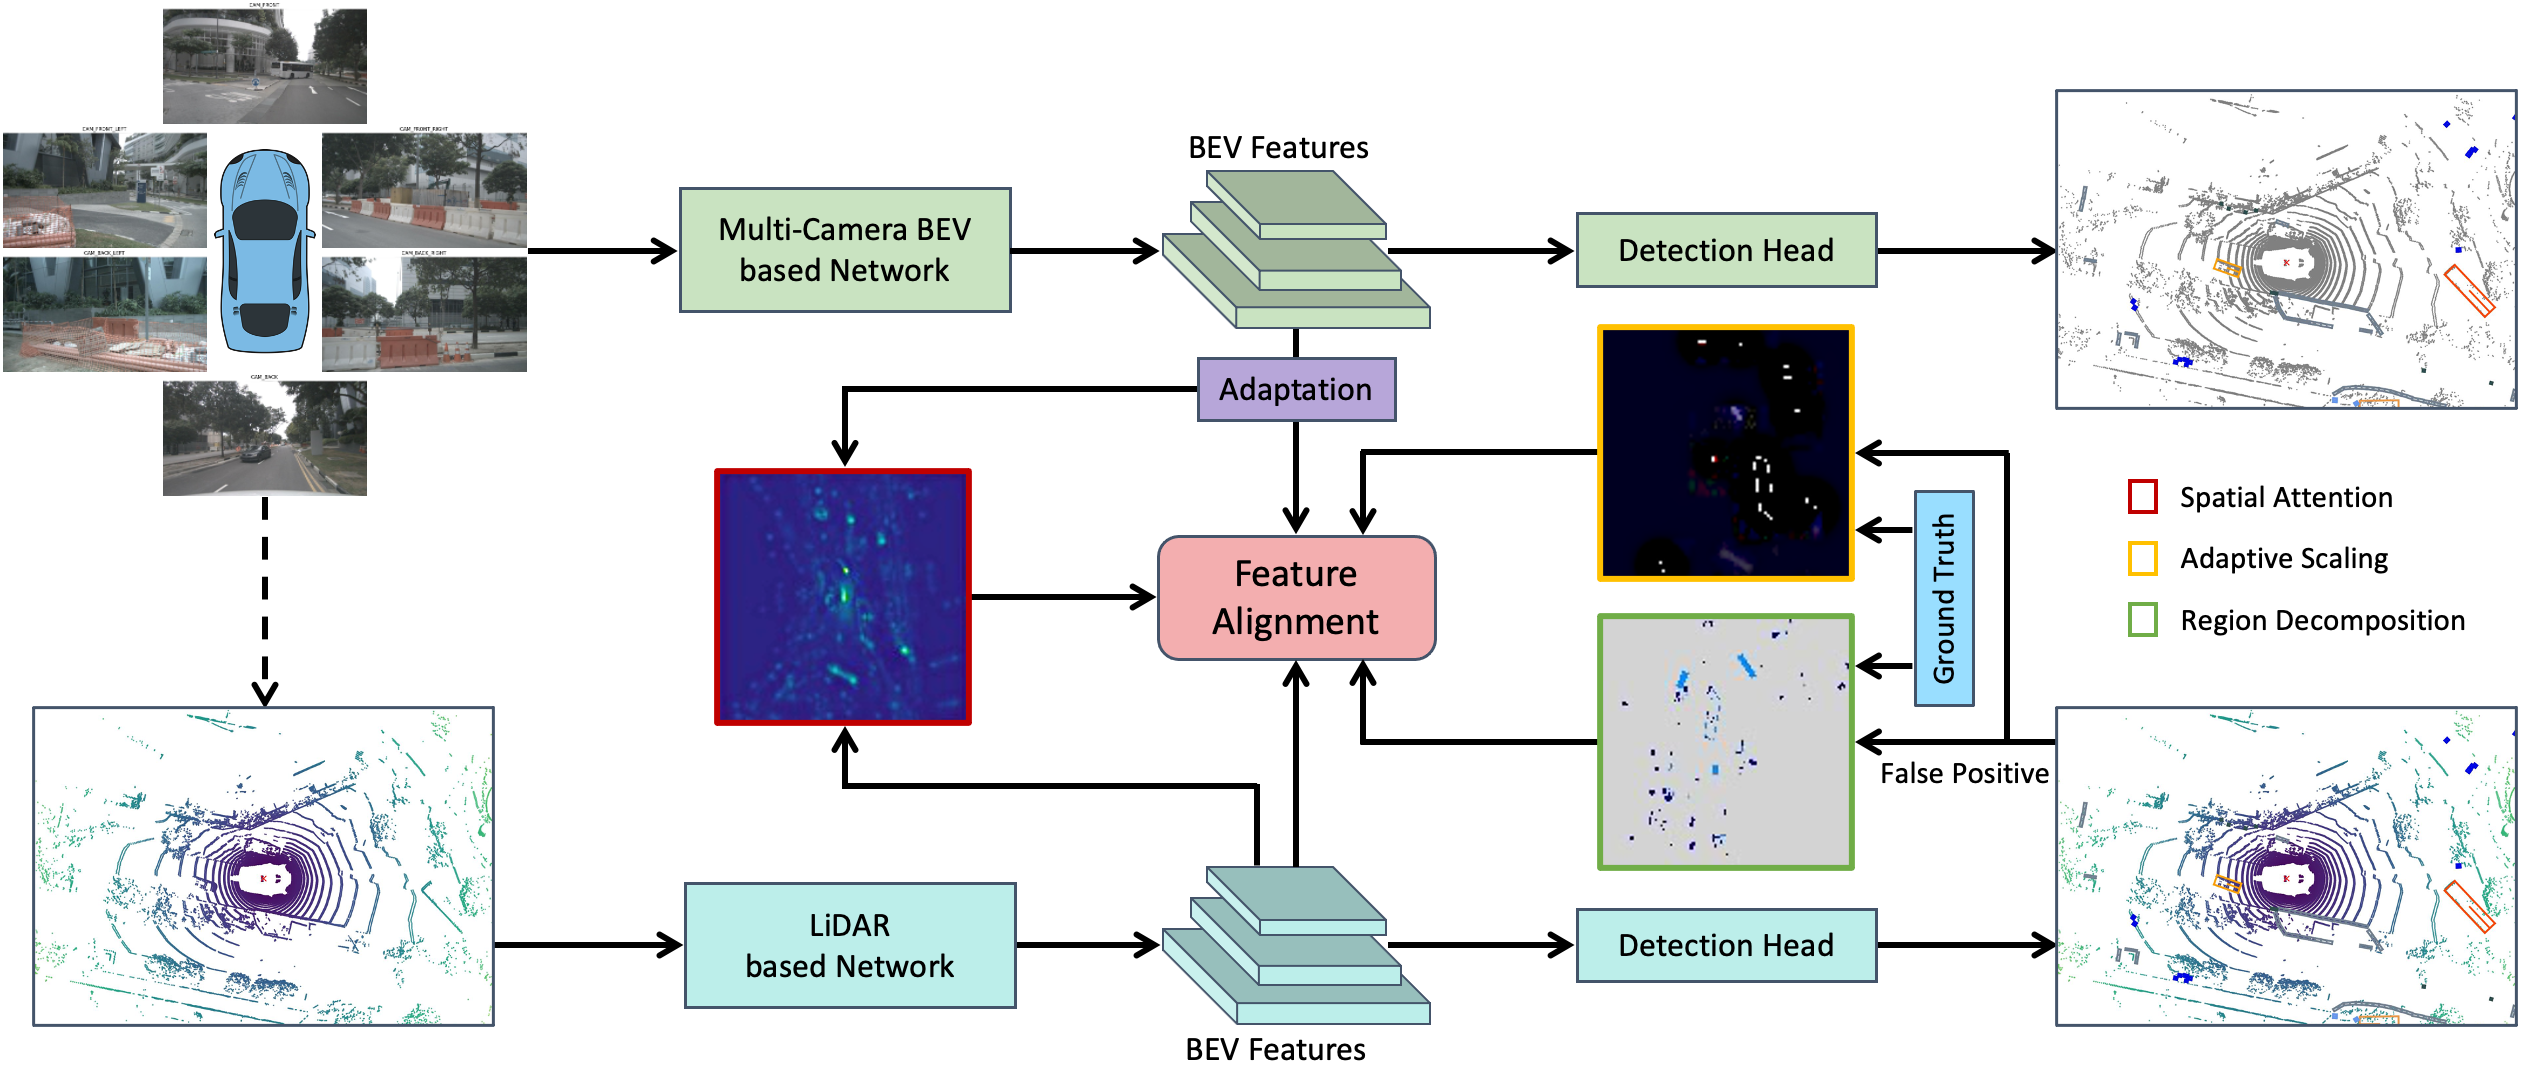 CAM_FRONT
CAM_FRONT_LEFT
CAM_FRONT_RIGHT
CAM_BACK_LEFT
CAM_BACK_RIGHT
CAM_BACK
Multi-Camera BEV
based Network
BEV Features
Detection Head
Adaptation
Feature
Alignment
Ground Truth
Spatial Attention
Adaptive Scaling
Region Decomposition
False Positive
LiDAR
based Network
BEV Features
Detection Head